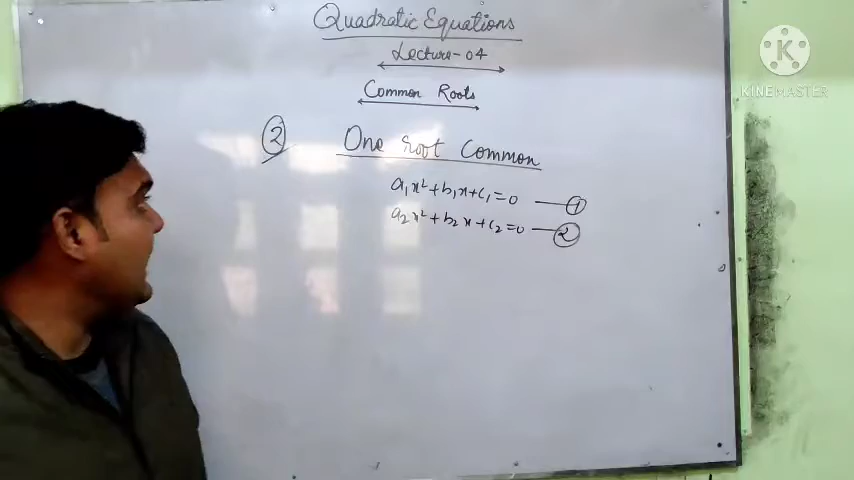 Quadratic Equations
Lecture-04
Common Roots
② One root Common
a₁x²+b₁x+c₁=0 —①
a₂x²+b₂x+c₂=0 —②
K
KINEMASTER